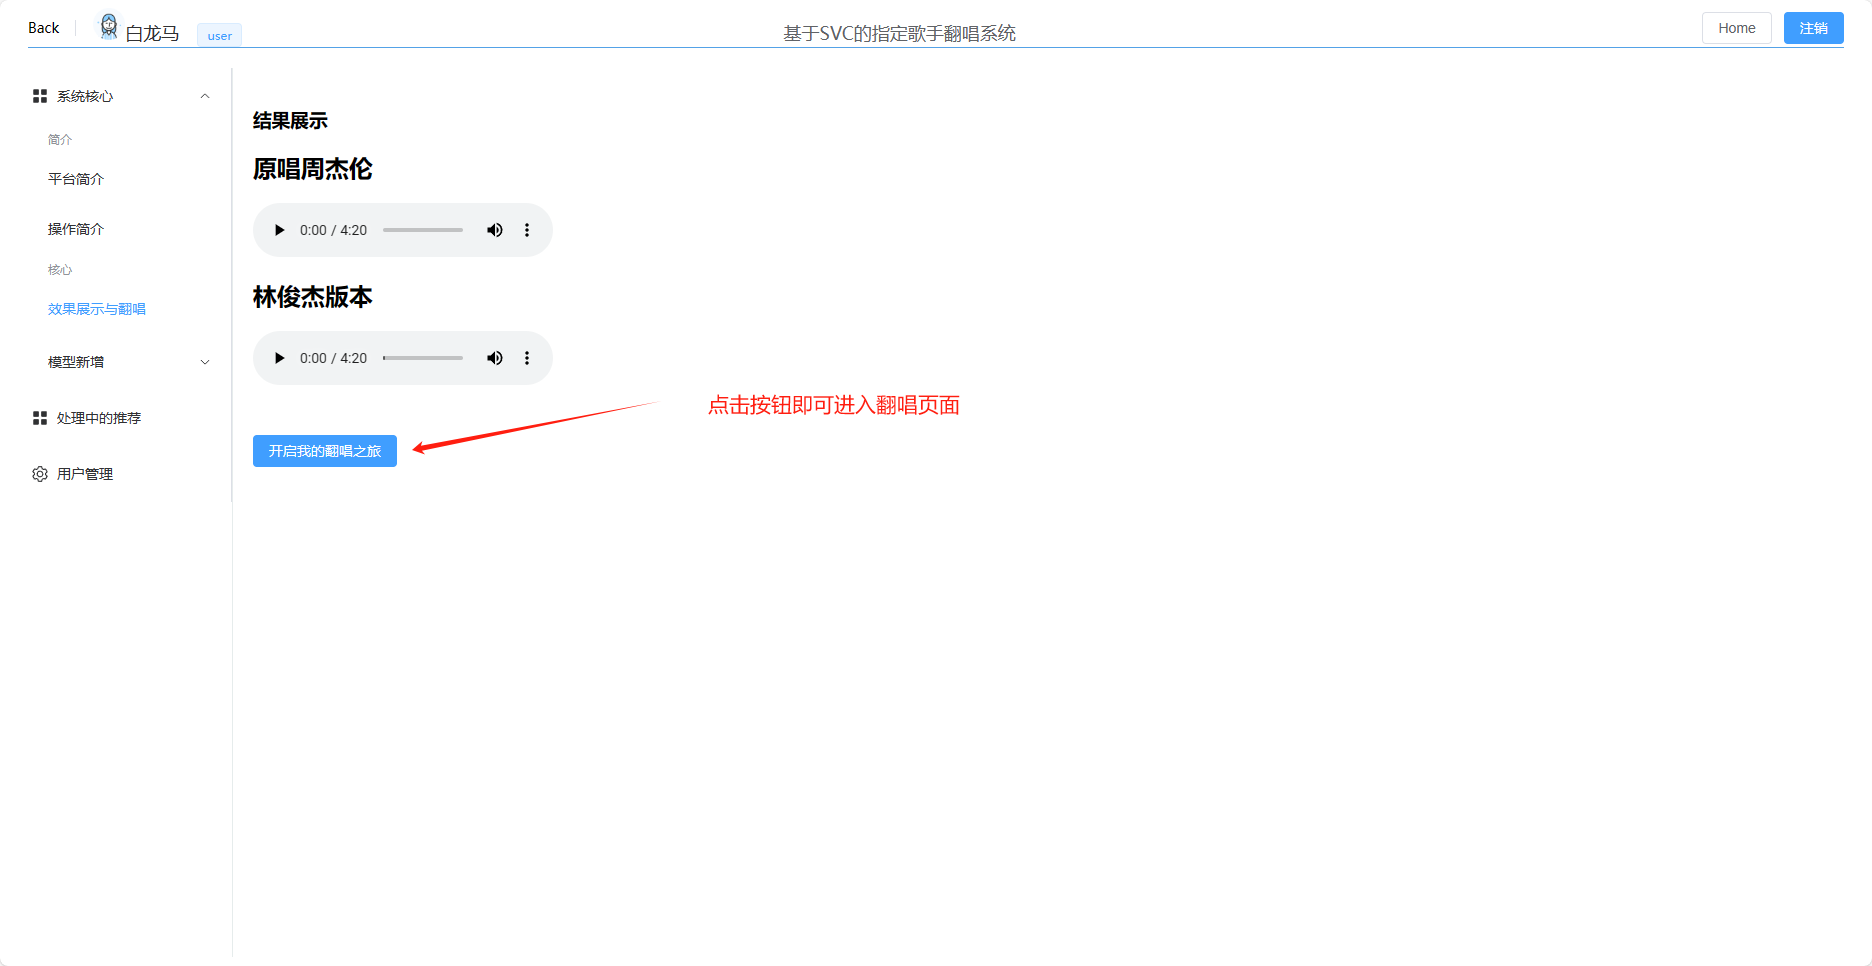 Back
白龙马
user
基于SVC的指定歌手翻唱系统
Home
注销
系统核心
简介
平台简介
操作简介
核心
效果展示与翻唱
模型新增
处理中的推荐
用户管理
结果展示
原唱周杰伦
0:00 / 4:20
林俊杰版本
0:00 / 4:20
点击按钮即可进入翻唱页面
开启我的翻唱之旅